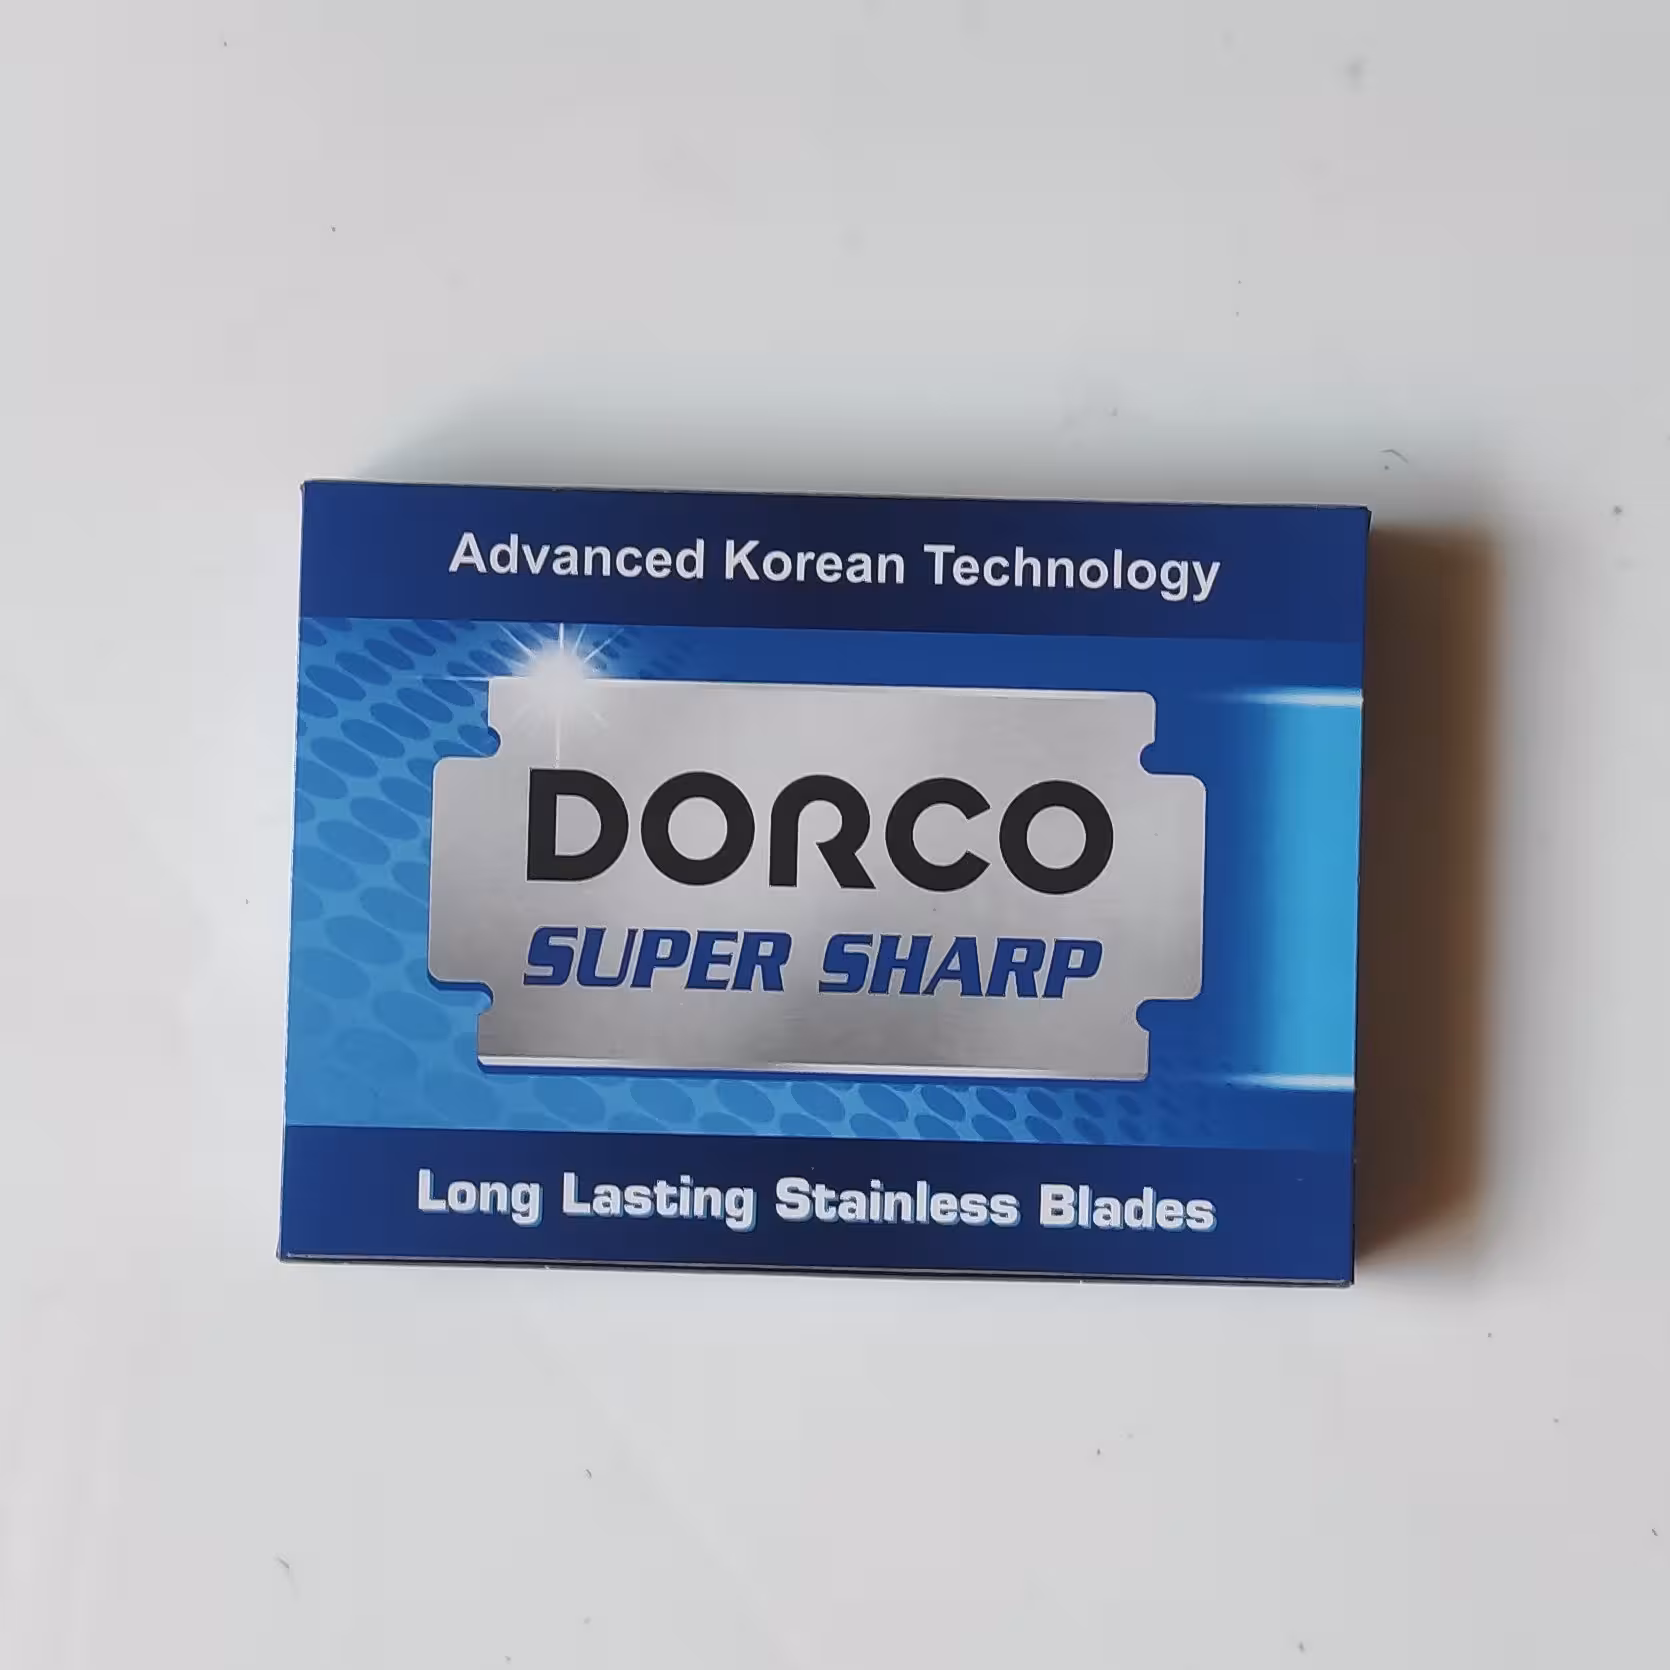 Advanced Korean Technology
DORCO
SUPER SHARP
Long Lasting Stainless Blades